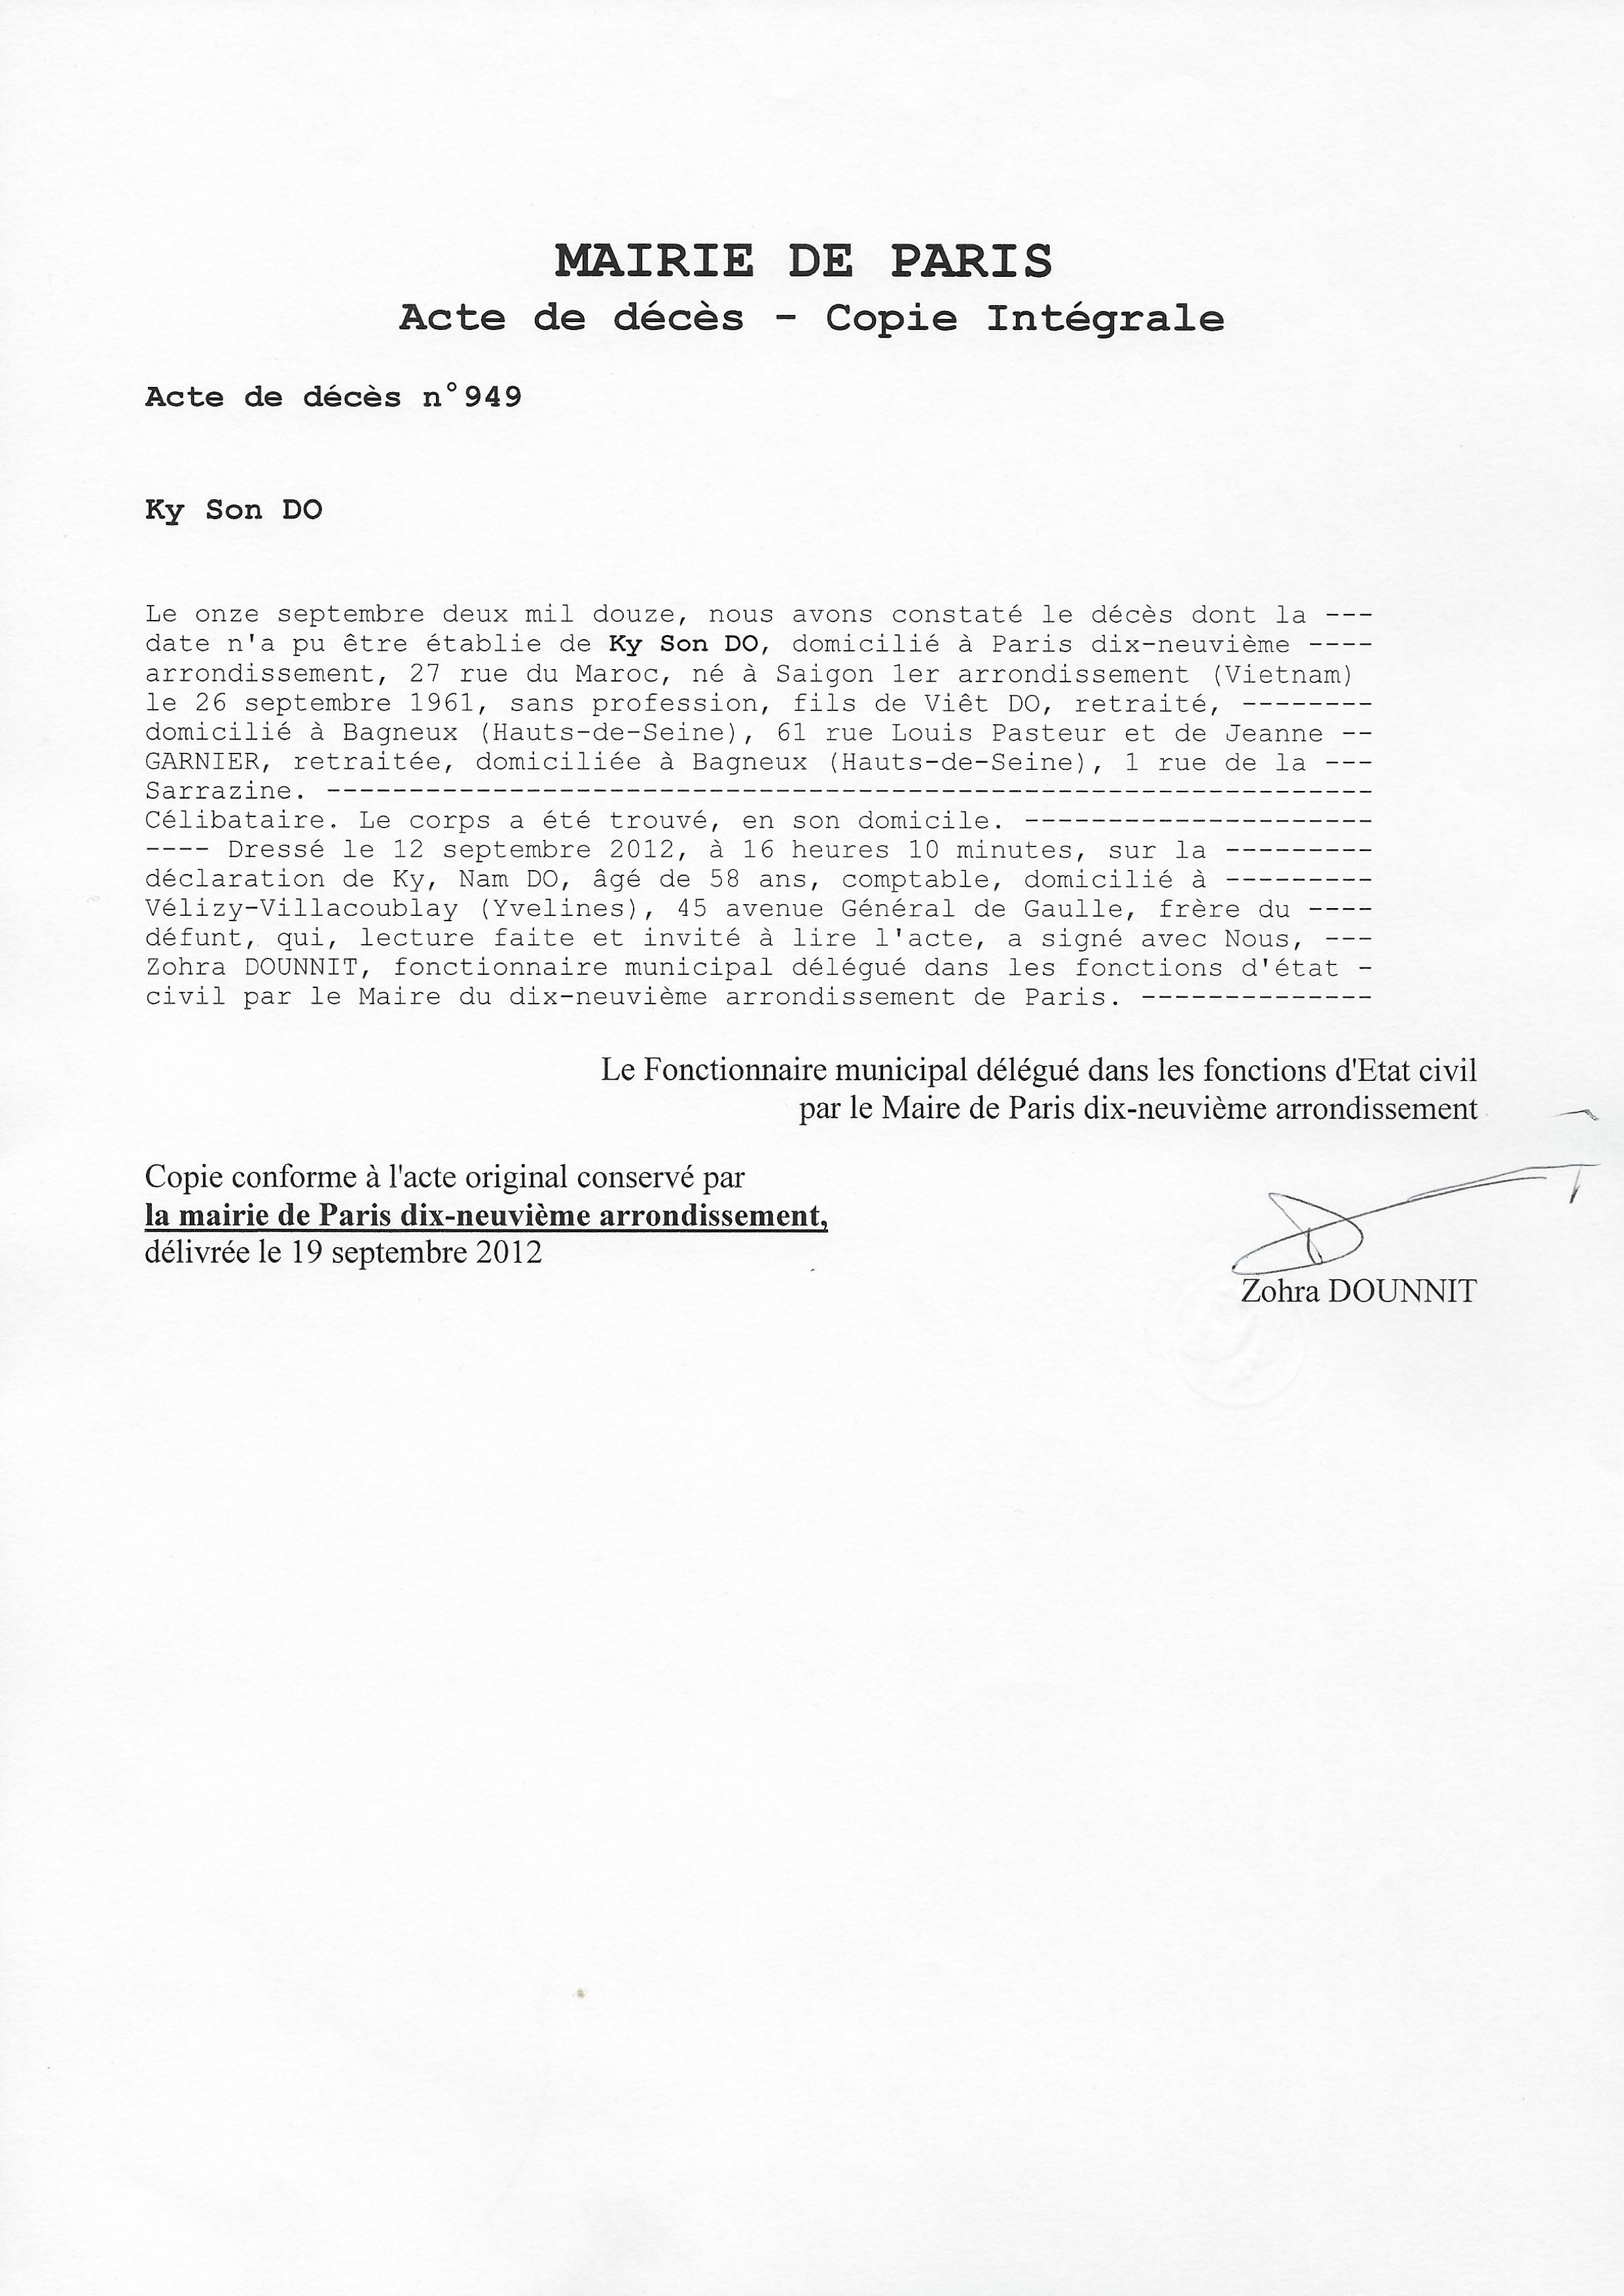 MAIRIE DE PARIS
Acte de décès - Copie Intégrale
Acte de décès n°949
Ky Son DO
Le onze septembre deux mil douze, nous avons constaté le décès dont la ---
date n'a pu être établie de Ky Son DO, domicilié à Paris dix-neuvième ----
arrondissement, 27 rue du Maroc, né à Saigon 1er arrondissement (Vietnam)
le 26 septembre 1961, sans profession, fils de Viêt DO, retraité, --------
domicilié à Bagneux (Hauts-de-Seine), 61 rue Louis Pasteur et de Jeanne --
GARNIER, retraitée, domiciliée à Bagneux (Hauts-de-Seine), 1 rue de la ---
Sarrazine. ----------------------------------------------------------------
Célibataire. Le corps a été trouvé, en son domicile. ---------------------
---- Dressé le 12 septembre 2012, à 16 heures 10 minutes, sur la ---------
déclaration de Ky, Nam DO, âgé de 58 ans, comptable, domicilié à ---------
Vélizy-Villacoublay (Yvelines), 45 avenue Général de Gaulle, frère du ----
défunt, qui, lecture faite et invité à lire l'acte, a signé avec Nous, ---
Zohra DOUNNIT, fonctionnaire municipal délégué dans les fonctions d'état -
civil par le Maire du dix-neuvième arrondissement de Paris. --------------
Le Fonctionnaire municipal délégué dans les fonctions d'Etat civil
par le Maire de Paris dix-neuvième arrondissement
Copie conforme à l'acte original conservé par
la mairie de Paris dix-neuvième arrondissement,
délivrée le 19 septembre 2012
Zohra DOUNNIT